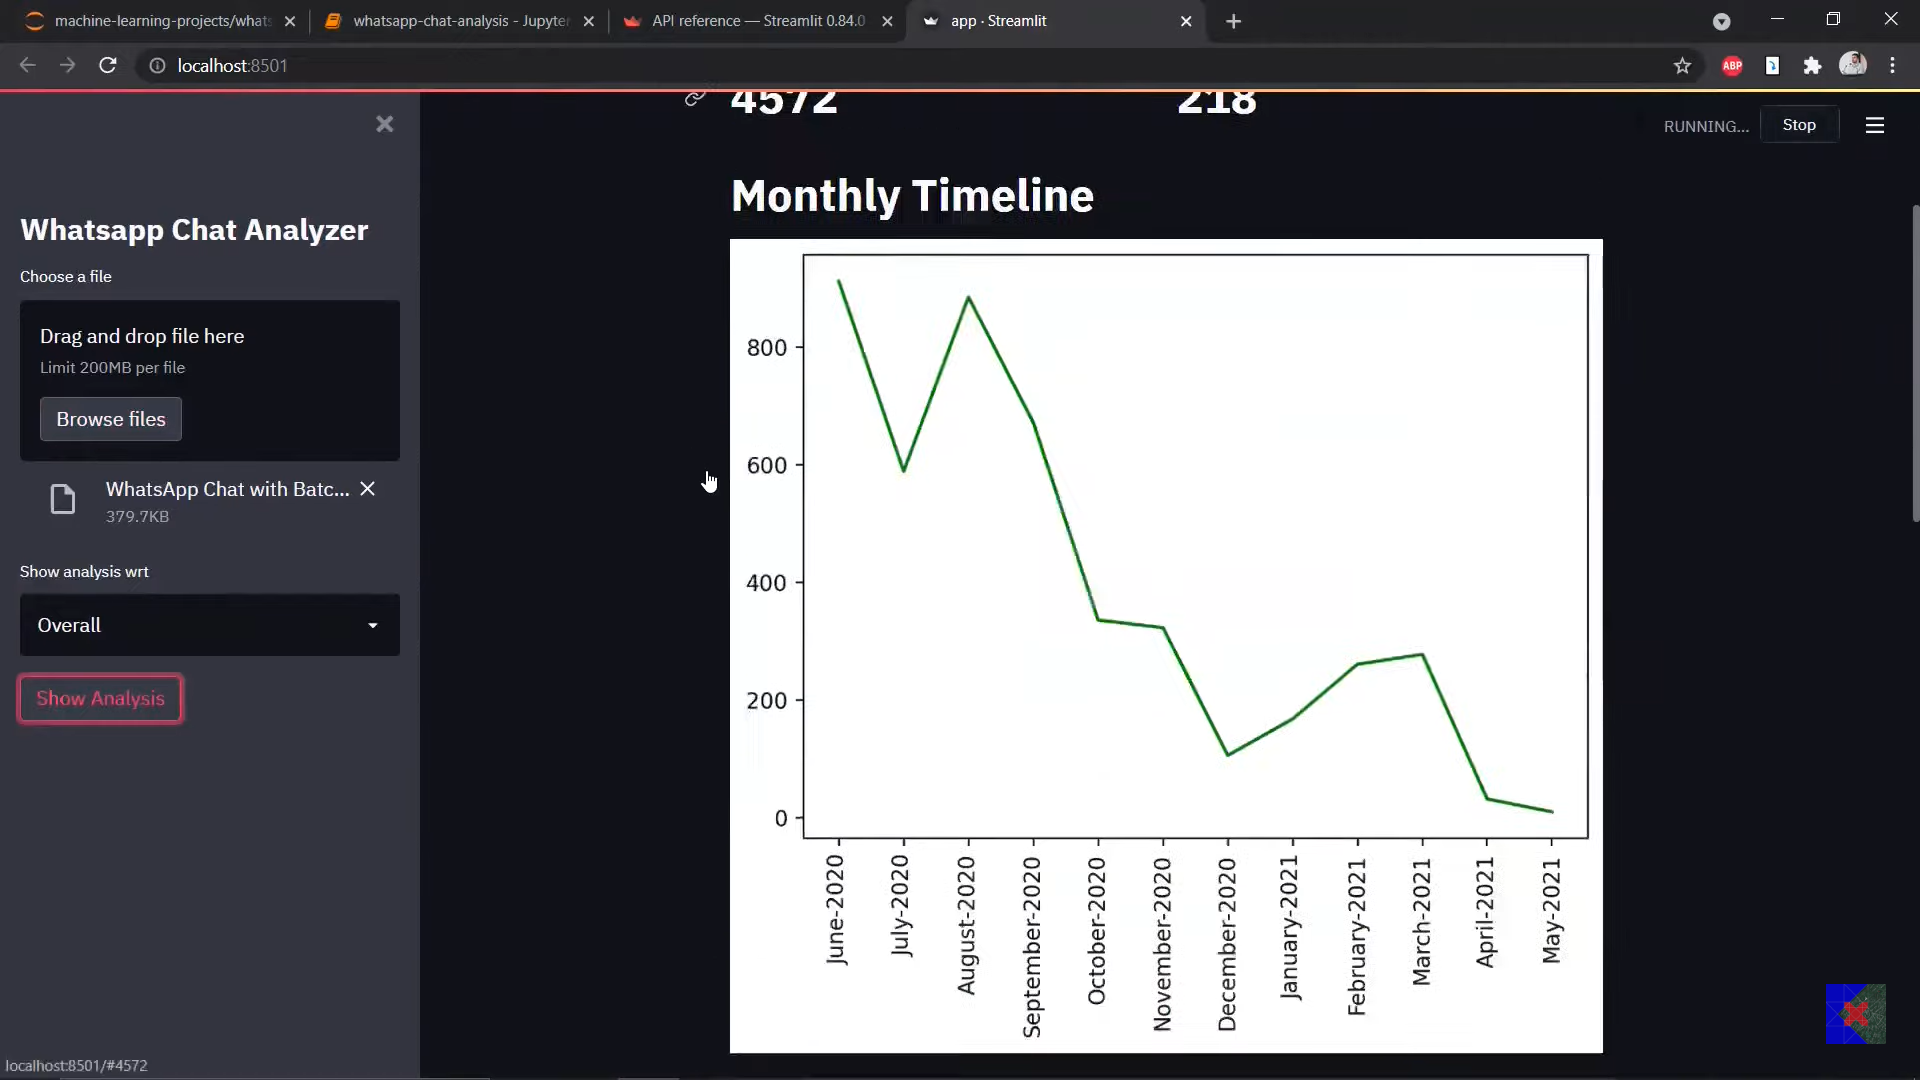 machine-learning-projects/whats
whatsapp-chat-analysis - Jupyter
API reference — Streamlit 0.84.0
app · Streamlit
localhost:8501
ABP
4572
218
RUNNING...
Stop
Monthly Timeline
Whatsapp Chat Analyzer
Choose a file
Drag and drop file here
Limit 200MB per file
Browse files
WhatsApp Chat with Batc...
379.7KB
Show analysis wrt
Overall
Show Analysis
800
600
400
200
0
June-2020
July-2020
August-2020
September-2020
October-2020
November-2020
December-2020
January-2021
February-2021
March-2021
April-2021
May-2021
localhost:8501/#4572